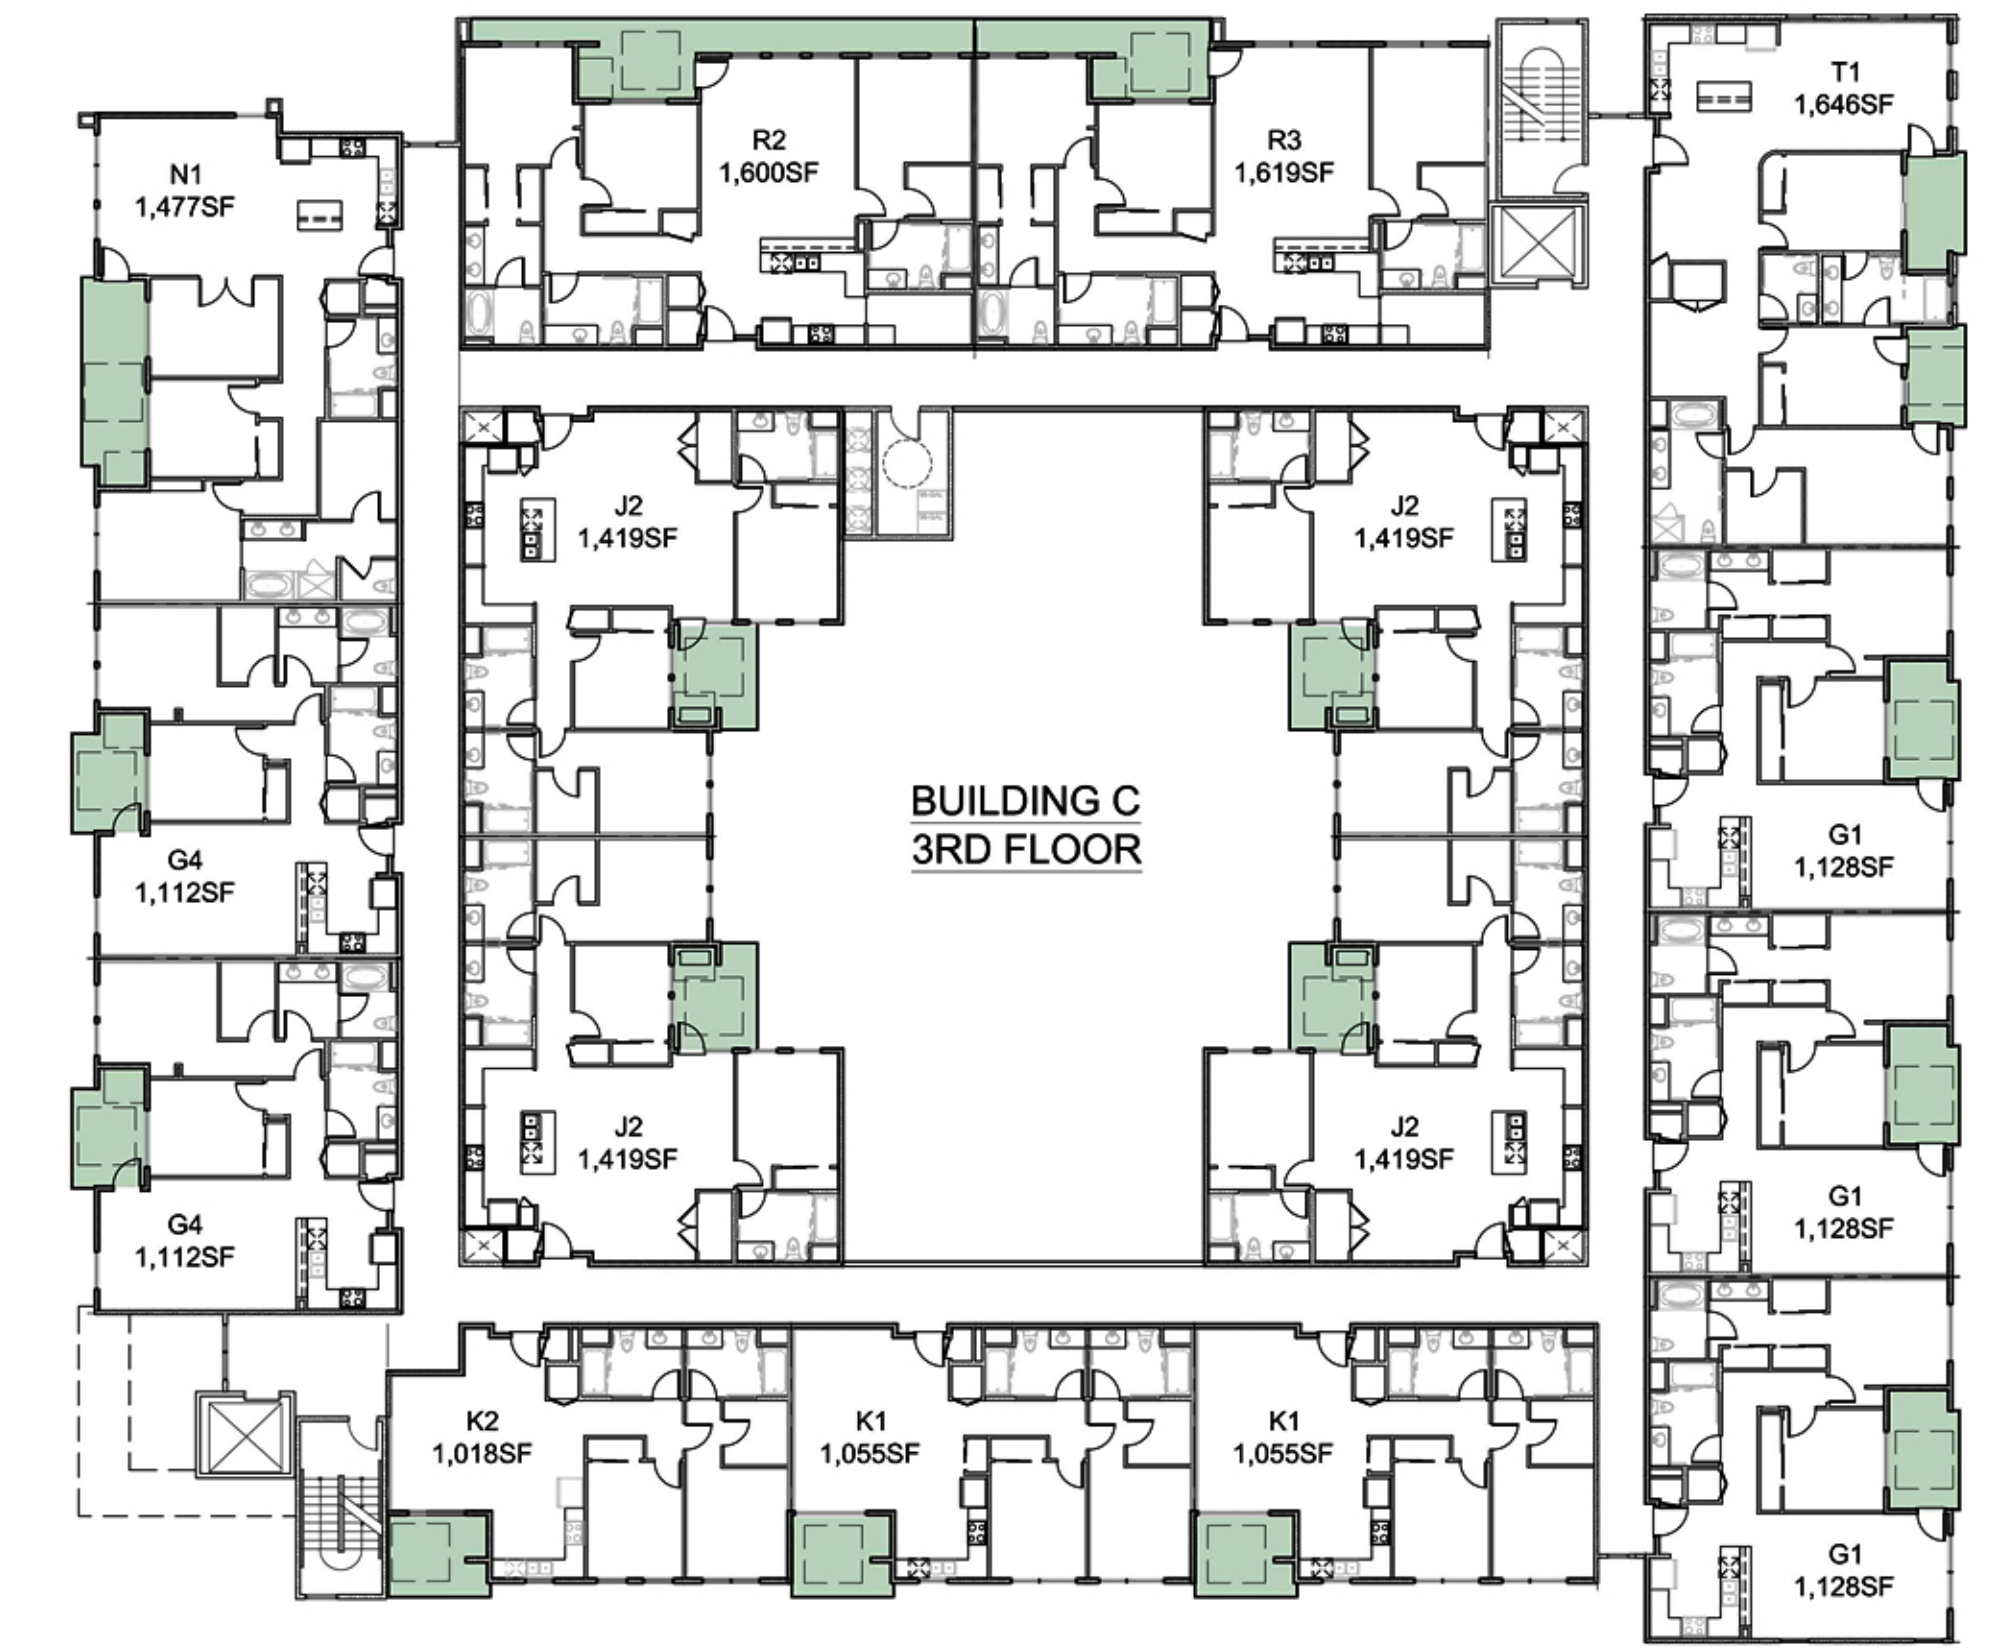 T1
1,646SF
R2
1,600SF
R3
1,619SF
N1
1,477SF
J2
1,419SF
J2
1,419SF
BUILDING C
3RD FLOOR
G4
1,112SF
G1
1,128SF
J2
1,419SF
J2
1,419SF
G4
1,112SF
G1
1,128SF
K2
1,018SF
K1
1,055SF
K1
1,055SF
G1
1,128SF